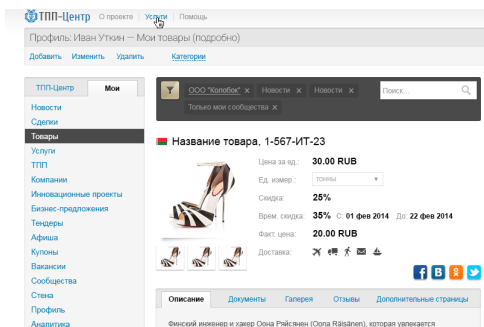 ТПП-Центр О проекте Услуги Помощь
Профиль: Иван Уткин — Мои товары (подробно)
Добавить Изменить Удалить Категории
ТПП-Центр Мои
Новости
Сделки
Товары
Услуги
ТПП
Компании
Инновационные проекты
Бизнес-предложения
Тендеры
Афиша
Купоны
Вакансии
Сообщества
Стена
Профиль
Аналитика
ООО "Колобок" x Новости x Новости x Поиск...
Только мои сообщества x
Название товара, 1-567-ИТ-23
Цена за ед.: 30.00 RUB
Ед. измер.: тонны
Скидка: 25%
Врем. скидка: 35% С: 01 фев 2014 До: 22 фев 2014
Факт. цена: 20.00 RUB
Доставка:
Описание Документы Галерея Отзывы Дополнительные страницы
Финский инженер и хакер Оона Ряйсянен (Oona Räisänen), которая увлекается